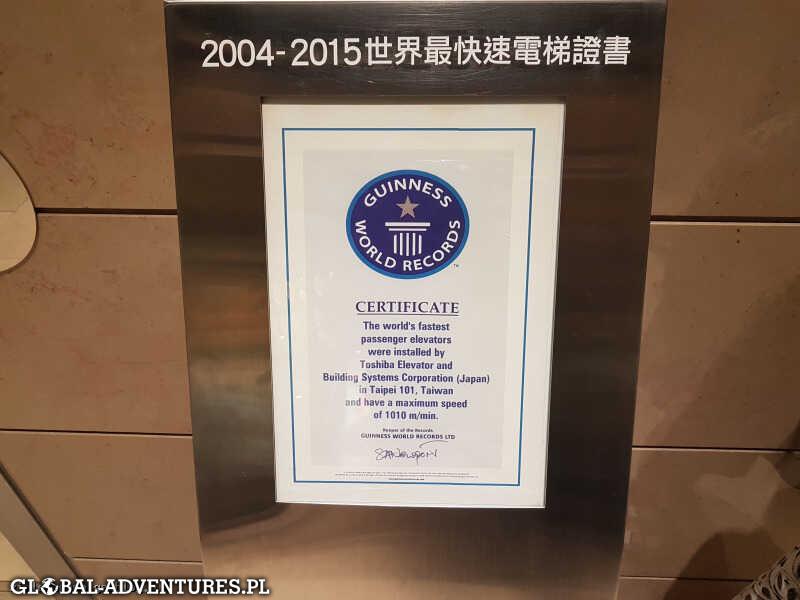 2004-2015世界最快速電梯證書
GUINNESS
WORLD RECORDS
TM
CERTIFICATE
The world's fastest
passenger elevators
were installed by
Toshiba Elevator and
Building Systems Corporation (Japan)
in Taipei 101, Taiwan
and have a maximum speed
of 1010 m/min.
Keeper of the Records
GUINNESS WORLD RECORDS LTD
GLOBAL-ADVENTURES.PL